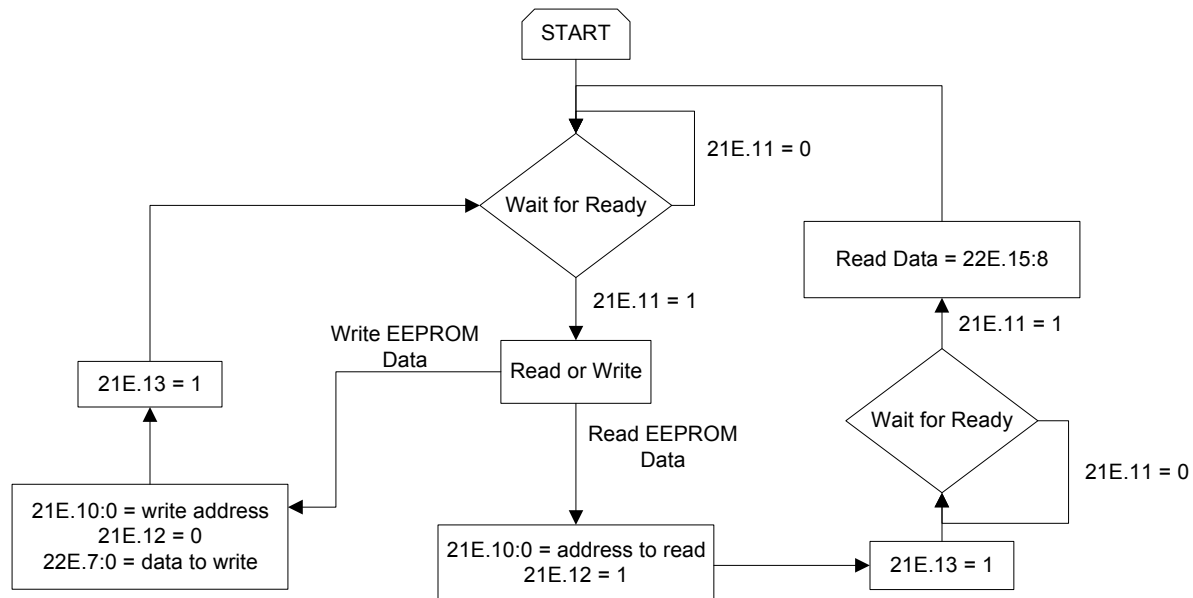 START
21E.11 = 0
Wait for Ready
21E.11 = 1
Write EEPROM
Data
Read or Write
21E.13 = 1
Read EEPROM
Data
21E.10:0 = write address
21E.12 = 0
22E.7:0 = data to write
21E.10:0 = address to read
21E.12 = 1
21E.13 = 1
Wait for Ready
21E.11 = 0
21E.11 = 1
Read Data = 22E.15:8